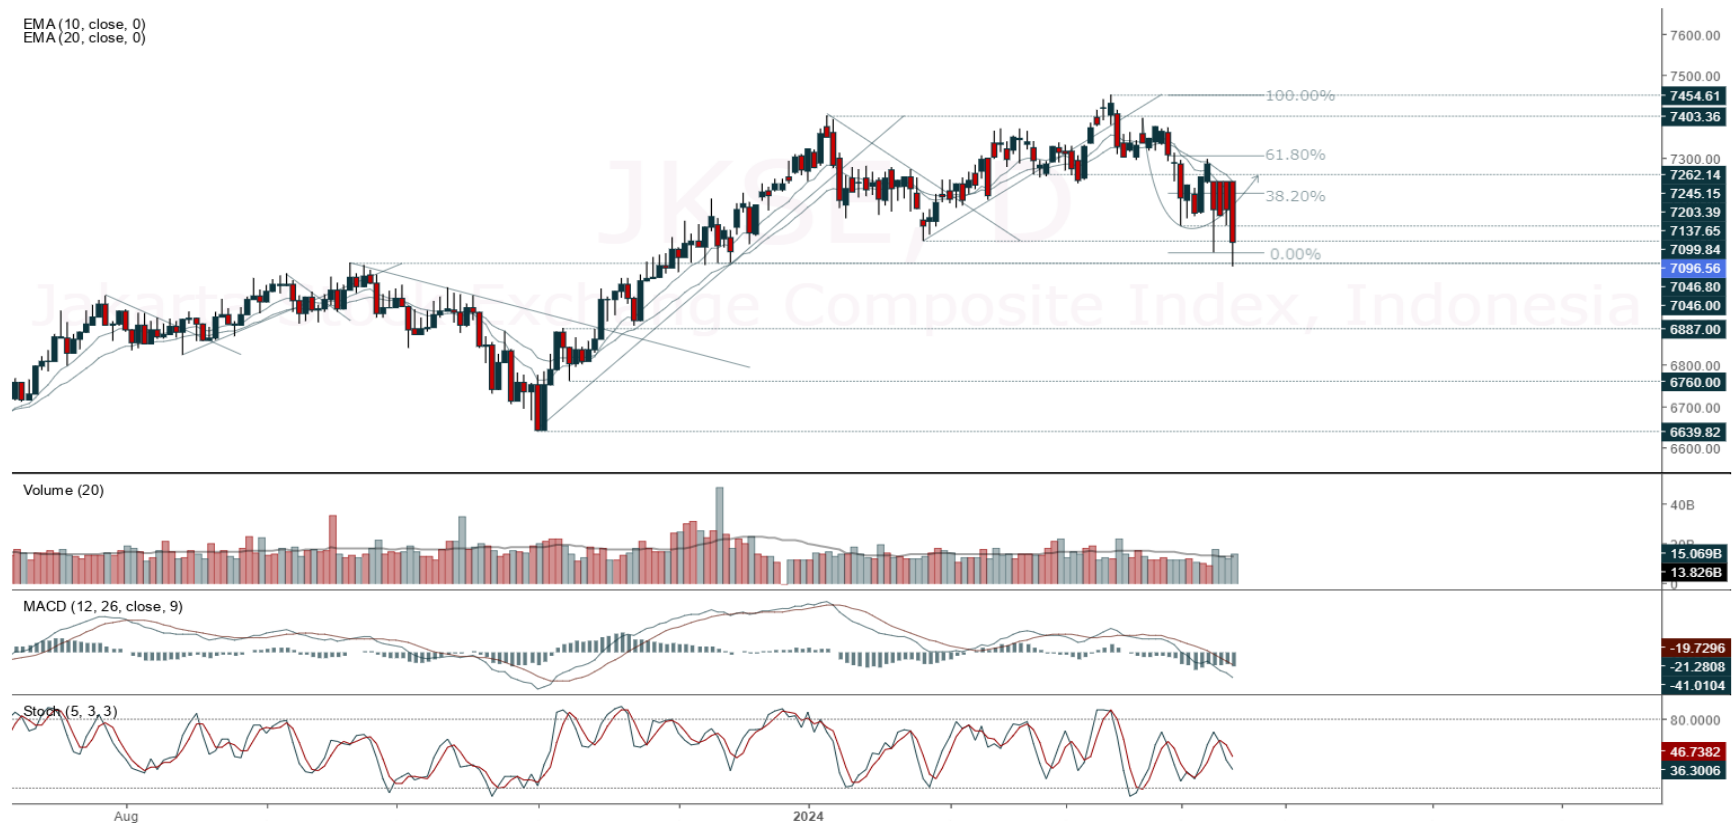 EMA (10, close, 0)
EMA (20, close, 0)
JKSE, D
Jakarta Stock Exchange Composite Index, Indonesia
100.00%
61.80%
38.20%
0.00%
7600.00
7500.00
7454.61
7403.36
7300.00
7262.14
7245.15
7203.39
7137.65
7099.84
7096.56
7046.80
7046.00
6887.00
6800.00
6760.00
6700.00
6639.82
6600.00
Volume (20)
40B
20B
15.069B
13.826B
0
MACD (12, 26, close, 9)
-19.7296
-21.2808
-41.0104
Stoch (5, 3, 3)
80.0000
46.7382
36.3006
Aug
2024